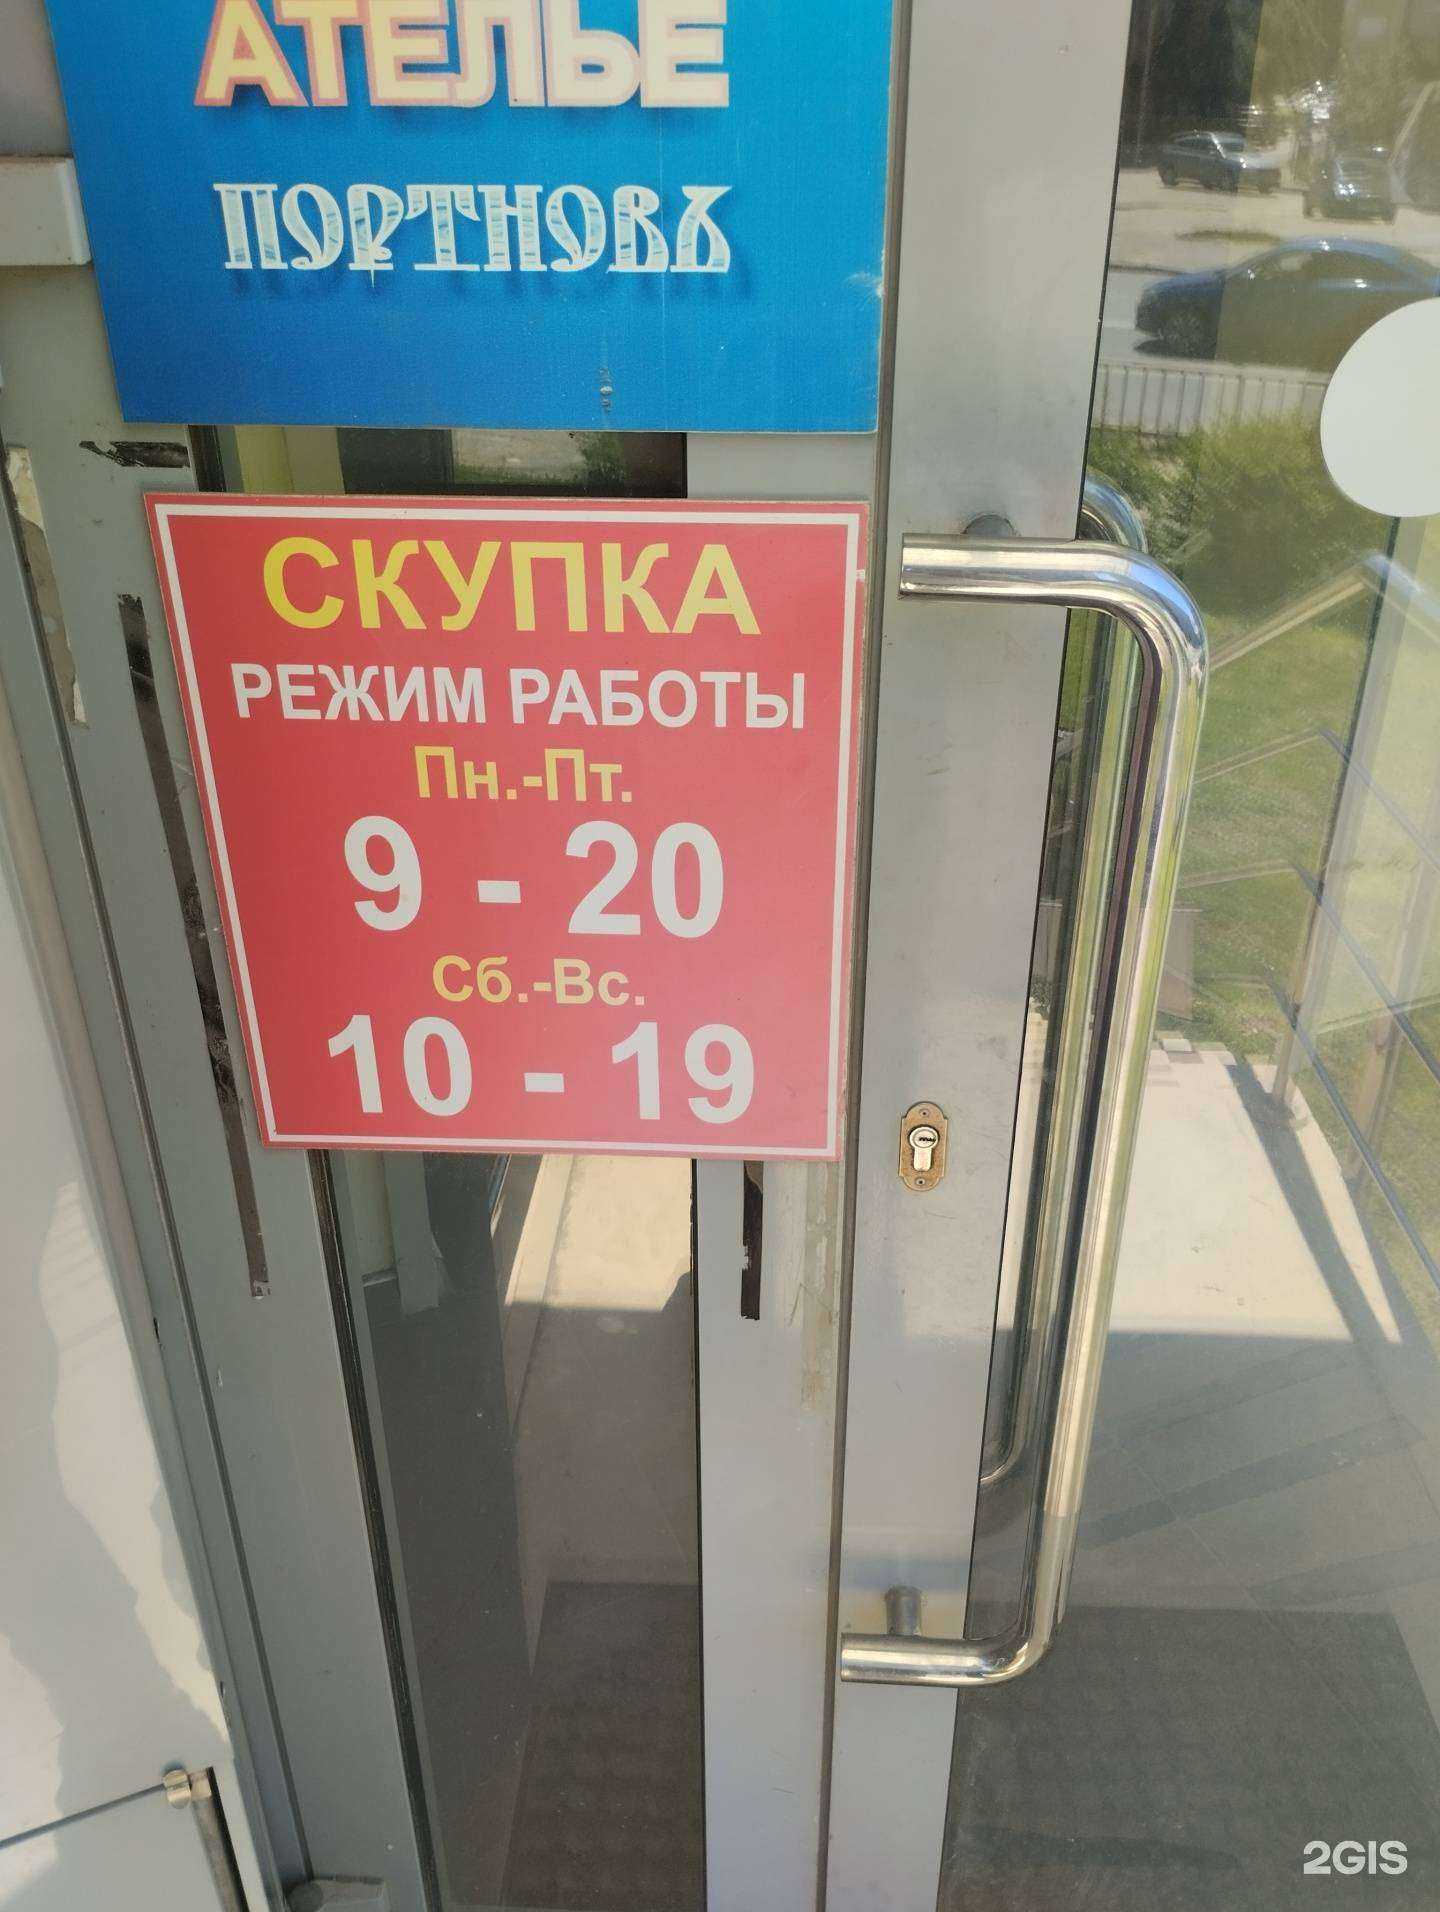 АТЕЛЬЕ
ПОРТНОВЪ
СКУПКА
РЕЖИМ РАБОТЫ
Пн.-Пт.
9 - 20
Сб.-Вс.
10 - 19
2GIS